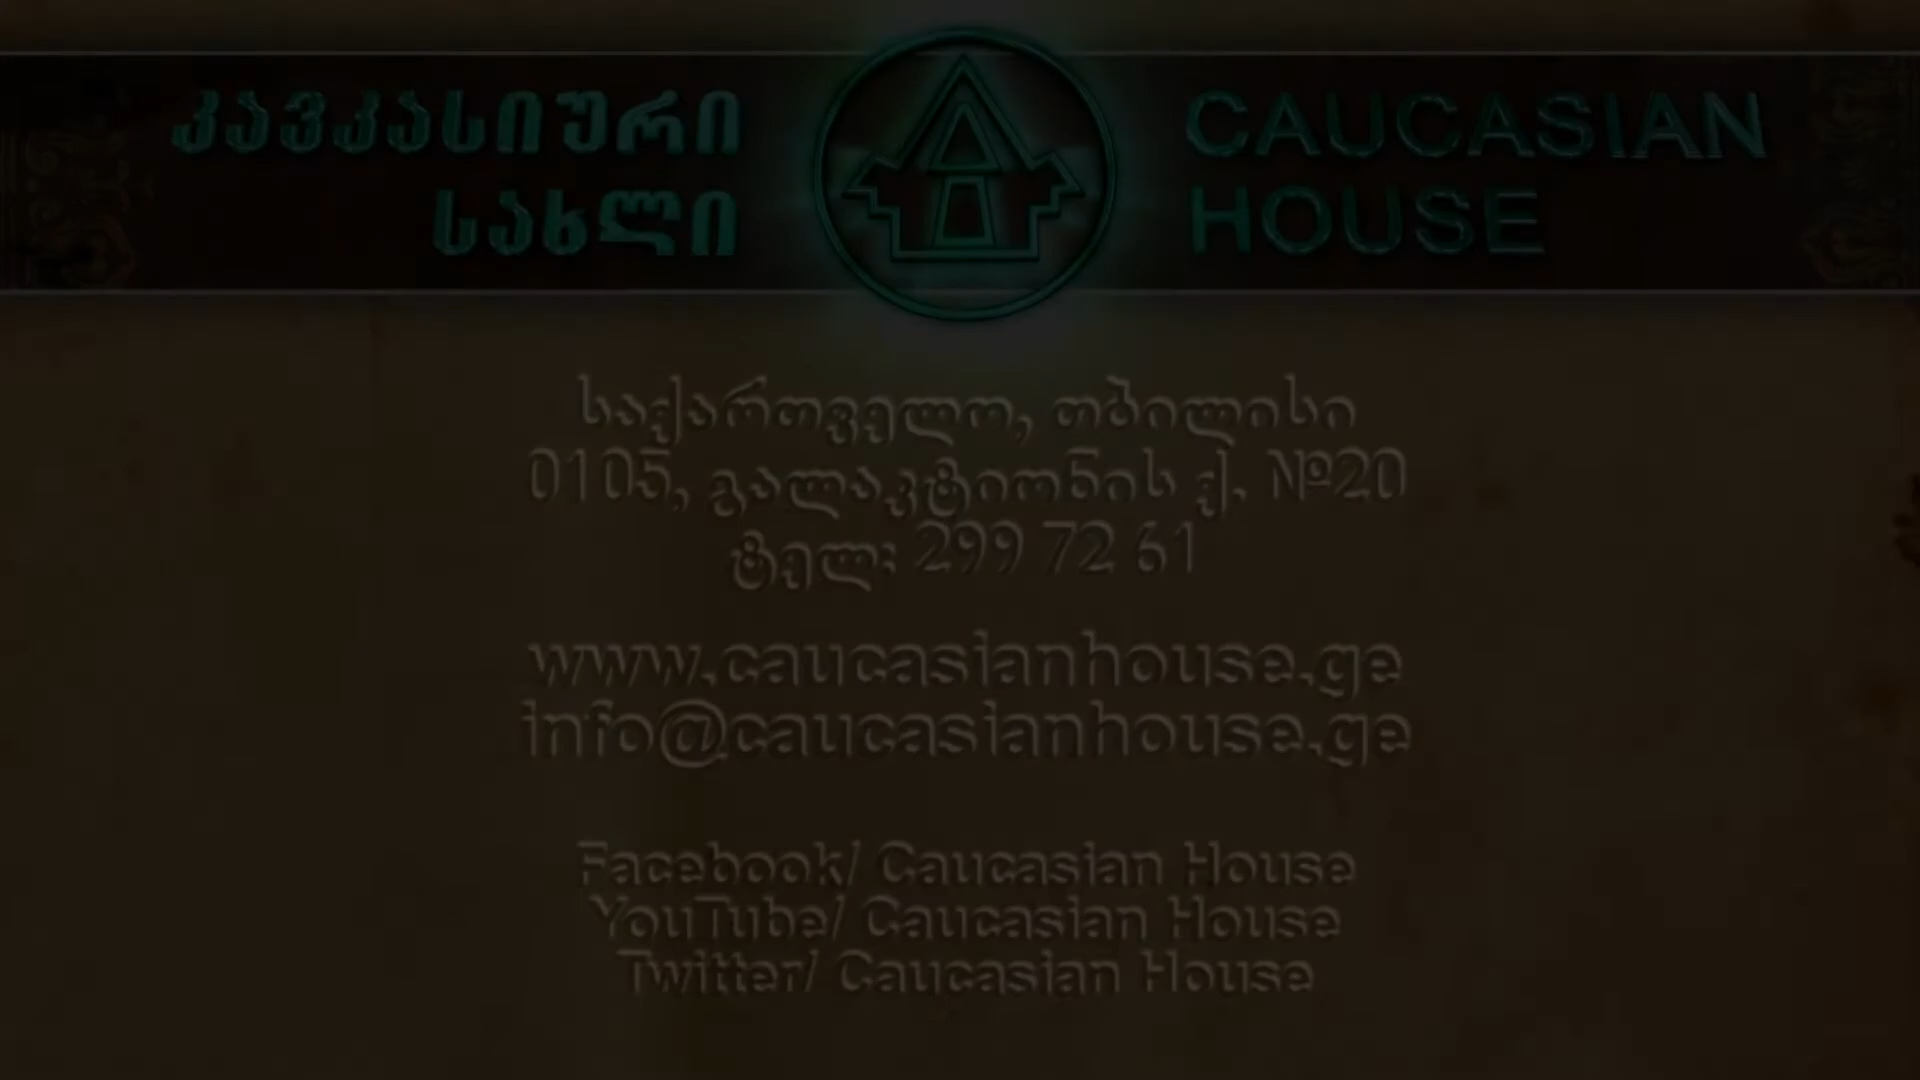 კავკასიური
სახლი
CAUCASIAN
HOUSE
საქართველო, თბილისი
0105, გალაკტიონის ქ. №20
ტელ: 299 72 61
www.caucasianhouse.ge
info@caucasianhouse.ge
Facebook/ Caucasian House
YouTube/ Caucasian House
Twitter/ Caucasian House